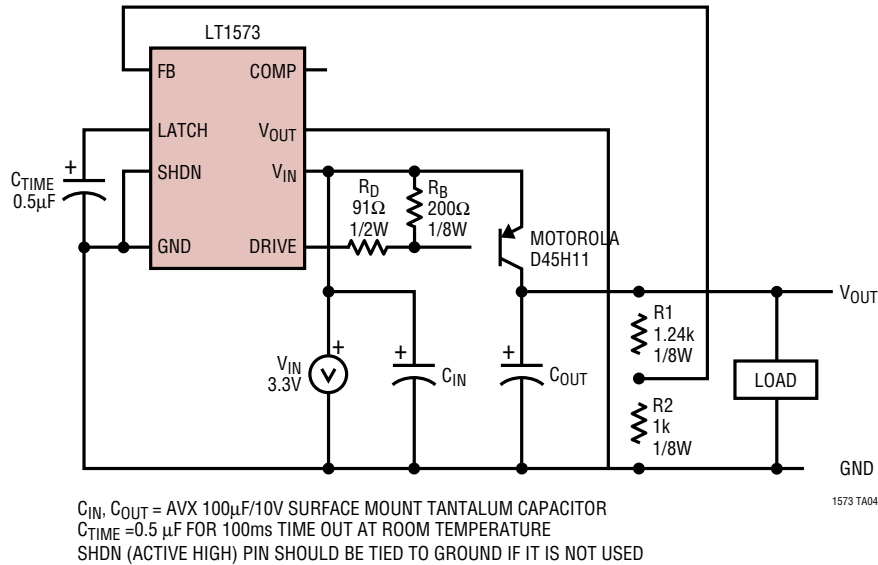 LT1573
FB
COMP
LATCH
VOUT
SHDN
VIN
GND
DRIVE
CTIME
0.5µF
+
RD
91Ω
1/2W
RB
200Ω
1/8W
MOTOROLA
D45H11
VOUT
R1
1.24k
1/8W
VIN
3.3V
+
V
+
CIN
+
COUT
LOAD
R2
1k
1/8W
GND
1573 TA04
CIN, COUT = AVX 100µF/10V SURFACE MOUNT TANTALUM CAPACITOR
CTIME =0.5 µF FOR 100ms TIME OUT AT ROOM TEMPERATURE
SHDN (ACTIVE HIGH) PIN SHOULD BE TIED TO GROUND IF IT IS NOT USED